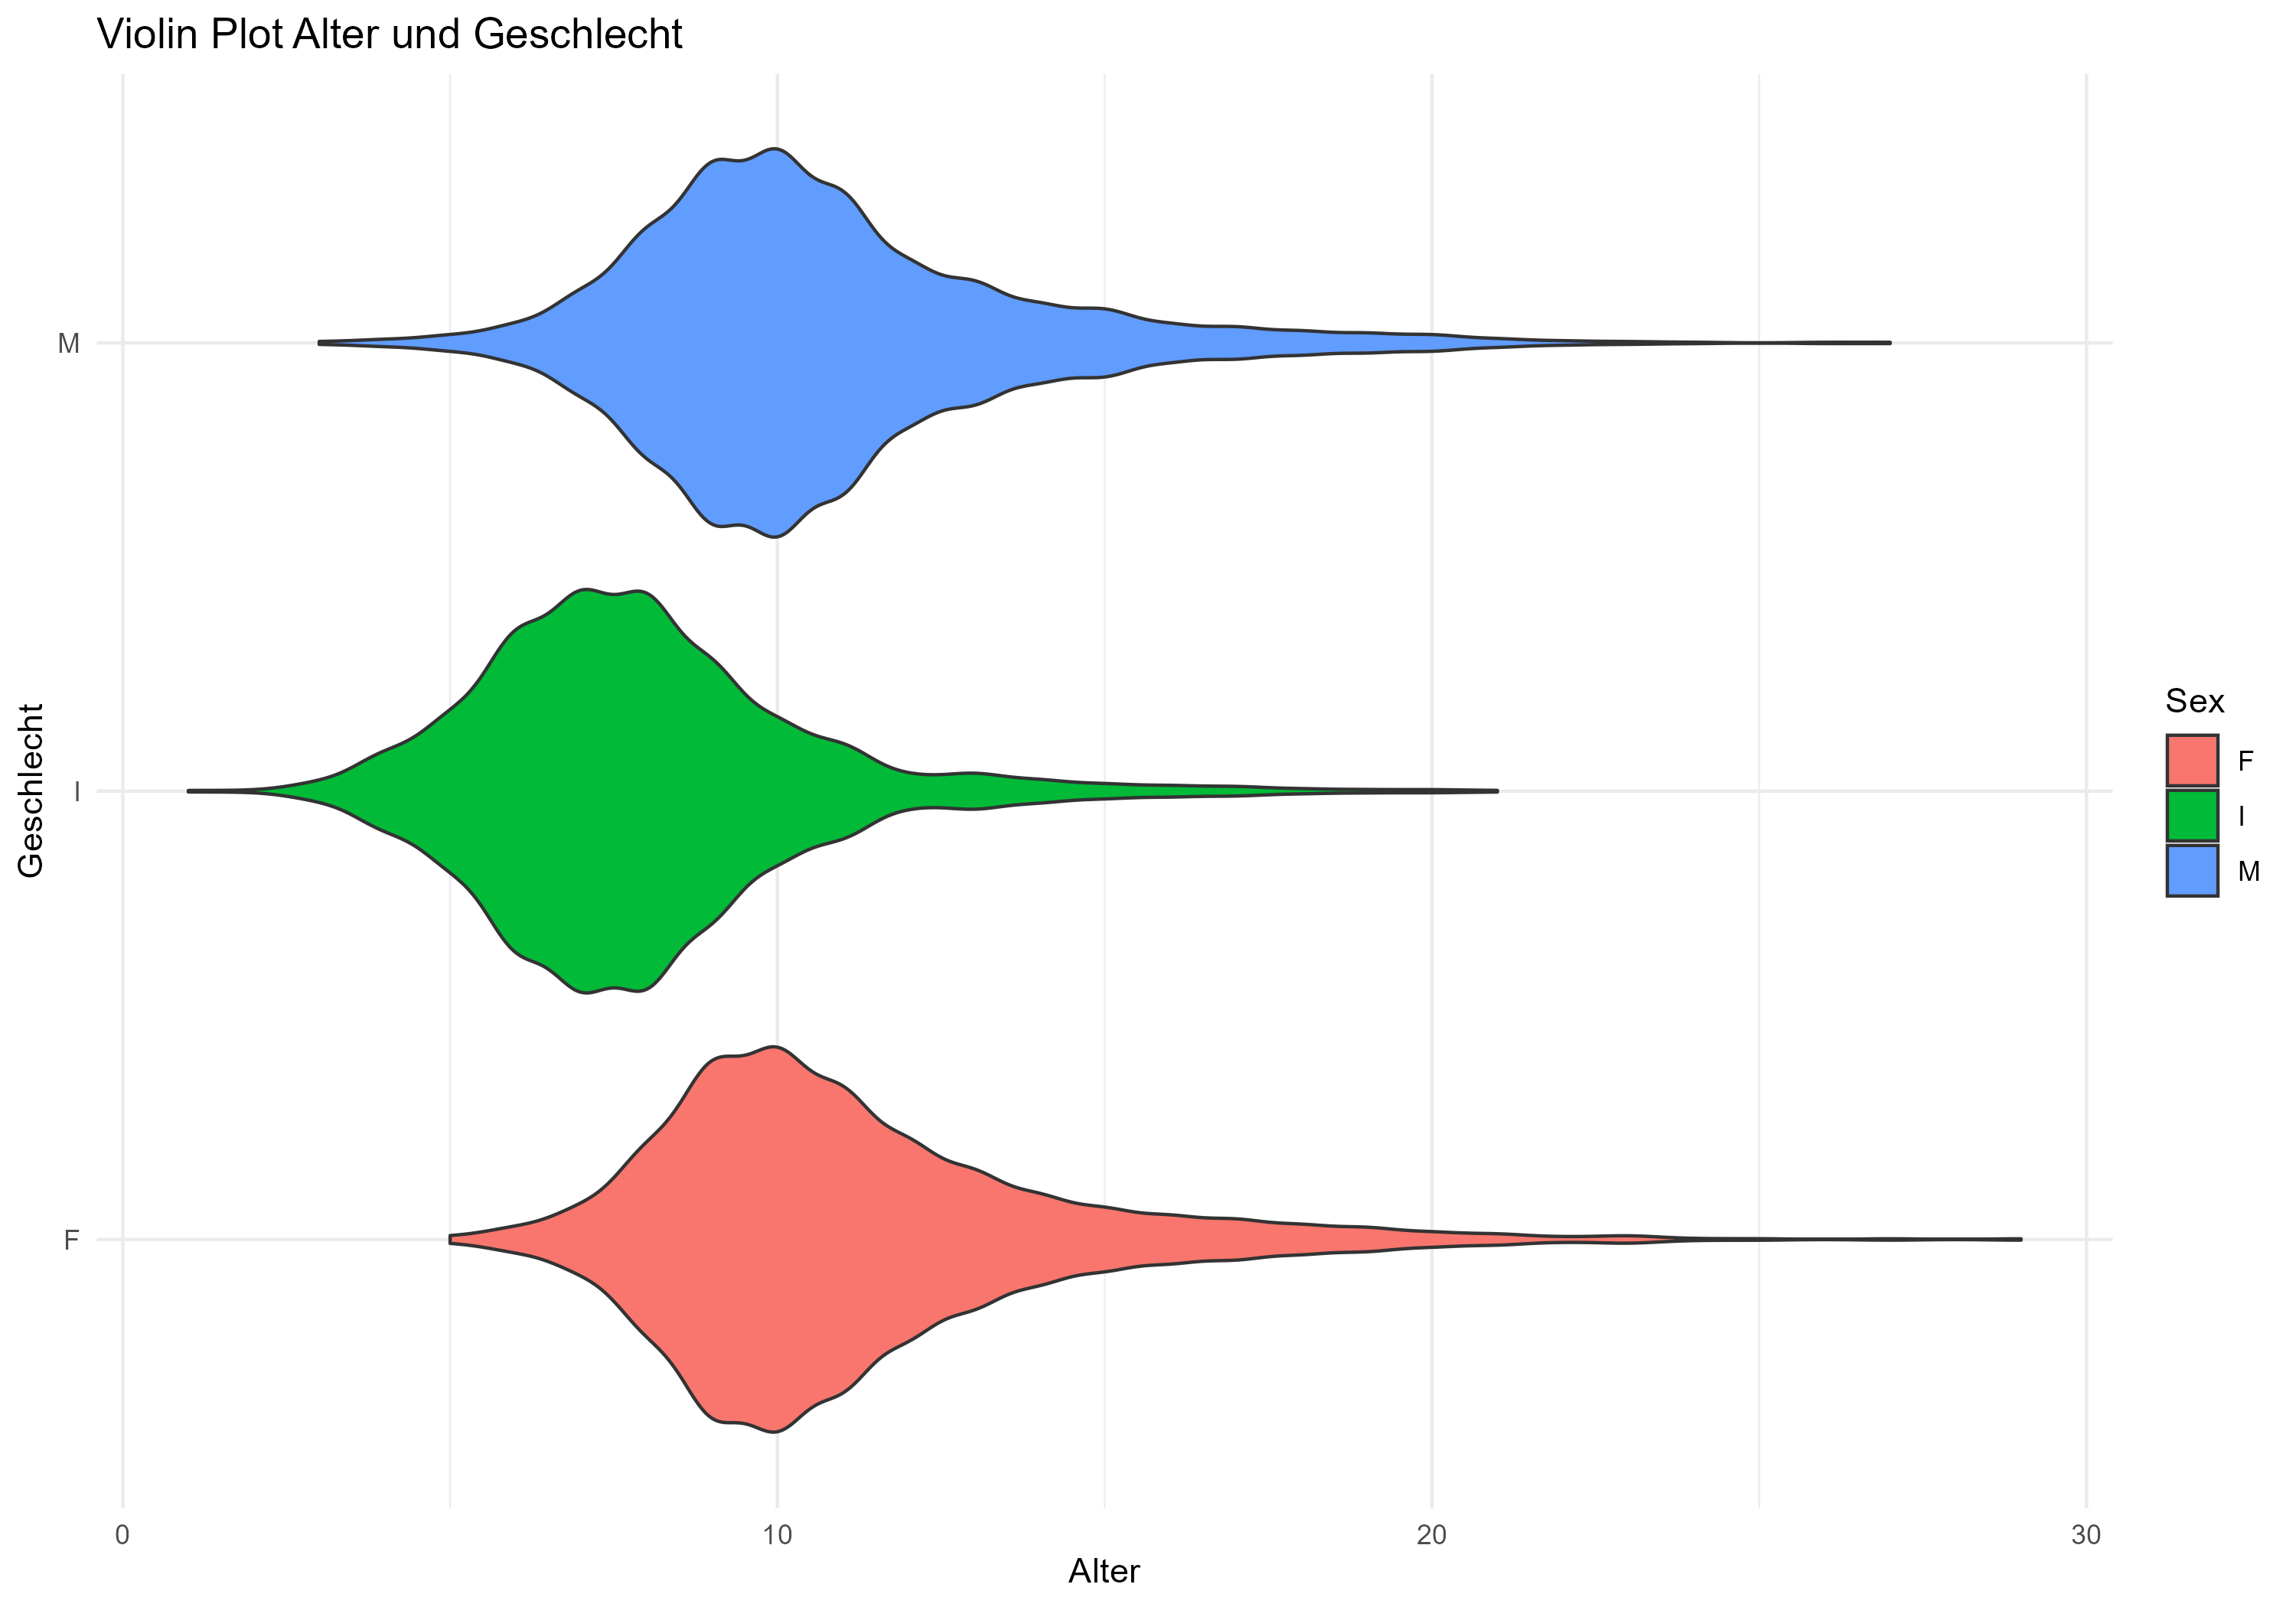 Violin Plot Alter und Geschlecht
M
I
F
Geschlecht
0
10
20
30
Alter
Sex
F
I
M